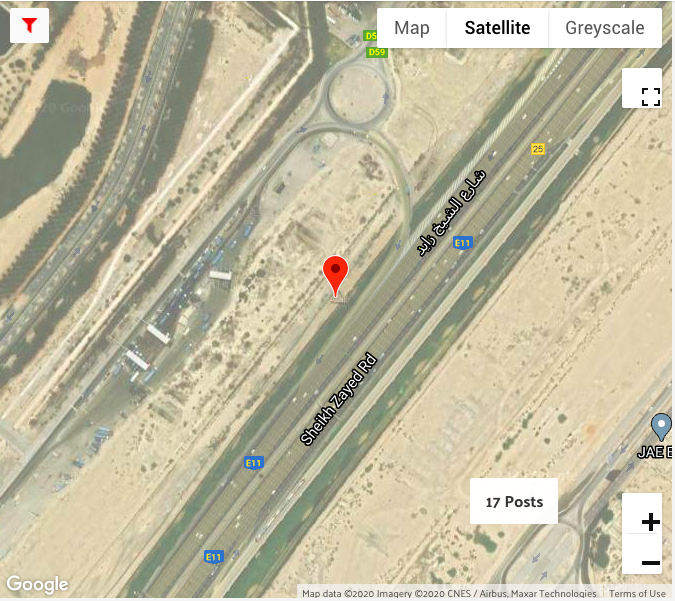 Map
Satellite
Greyscale
D5
D59
25
شارع الشيخ زايد
E11
Sheikh Zayed Rd
E11
JAE B
17 Posts
E11
Google
Map data ©2020 Imagery ©2020 CNES / Airbus, Maxar Technologies
Terms of Use